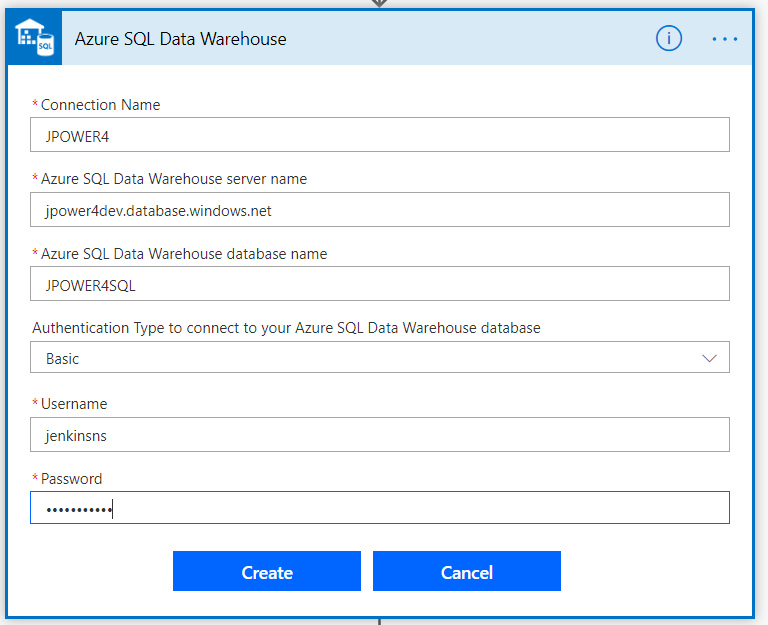 SQL
Azure SQL Data Warehouse
i
* Connection Name
JPOWER4
* Azure SQL Data Warehouse server name
jpower4dev.database.windows.net
* Azure SQL Data Warehouse database name
JPOWER4SQL
Authentication Type to connect to your Azure SQL Data Warehouse database
Basic
* Username
jenkinsns
* Password
•••••••••••
Create
Cancel